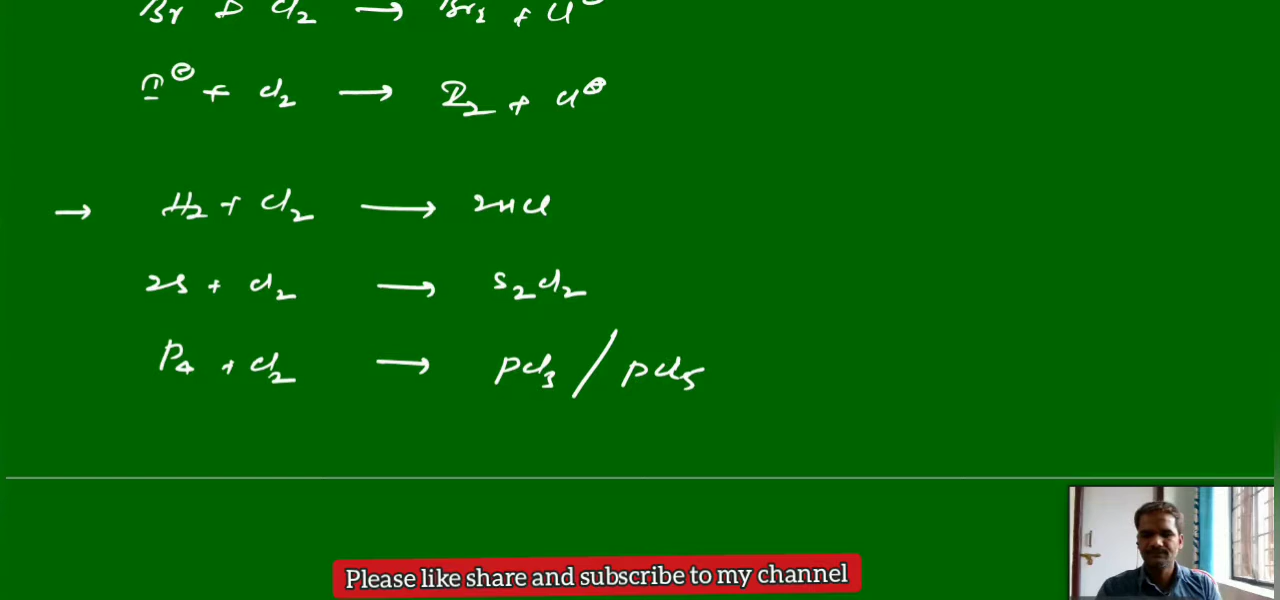 Br⊖ + Cl2 → Br2 + Cl⊖
I⊖ + Cl2 → I2 + Cl⊖
→ H2 + Cl2 → 2HCl
2S + Cl2 → S2Cl2
P4 + Cl2 → PCl3 / PCl5
Please like share and subscribe to my channel